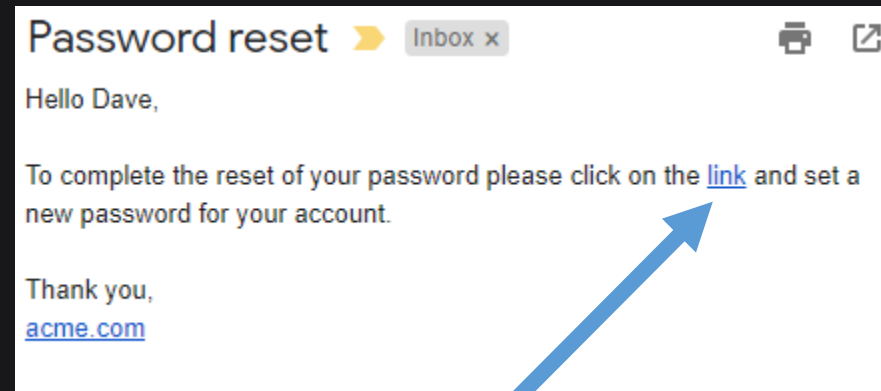 Password reset Inbox x
Hello Dave,
To complete the reset of your password please click on the link and set a
new password for your account.
Thank you,
acme.com